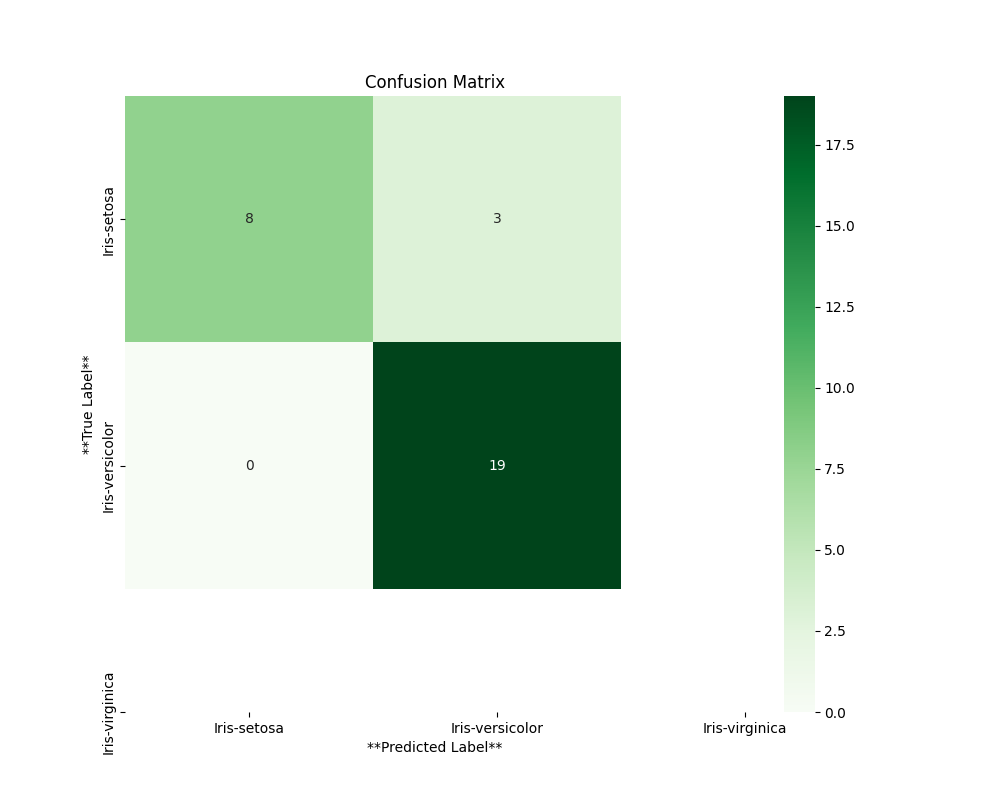 Confusion Matrix
**True Label**
Iris-setosa
Iris-versicolor
Iris-virginica
8
3
0
19
Iris-setosa
Iris-versicolor
Iris-virginica
**Predicted Label**
17.5
15.0
12.5
10.0
7.5
5.0
2.5
0.0